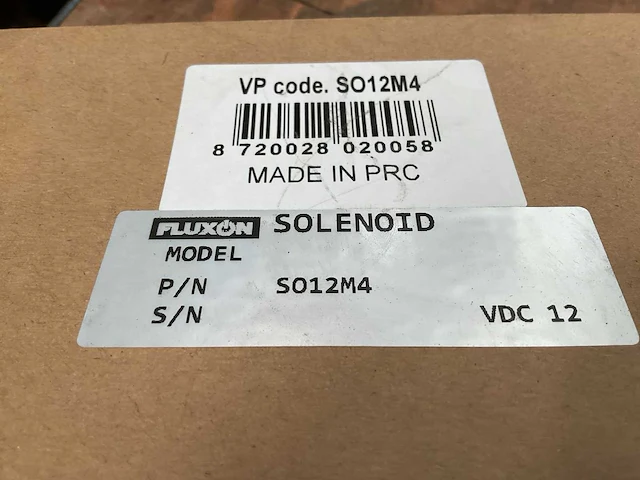 VP code. SO12M4
8 720028 020058
MADE IN PRC
FLUXON SOLENOID
MODEL
P/N SO12M4
S/N VDC 12